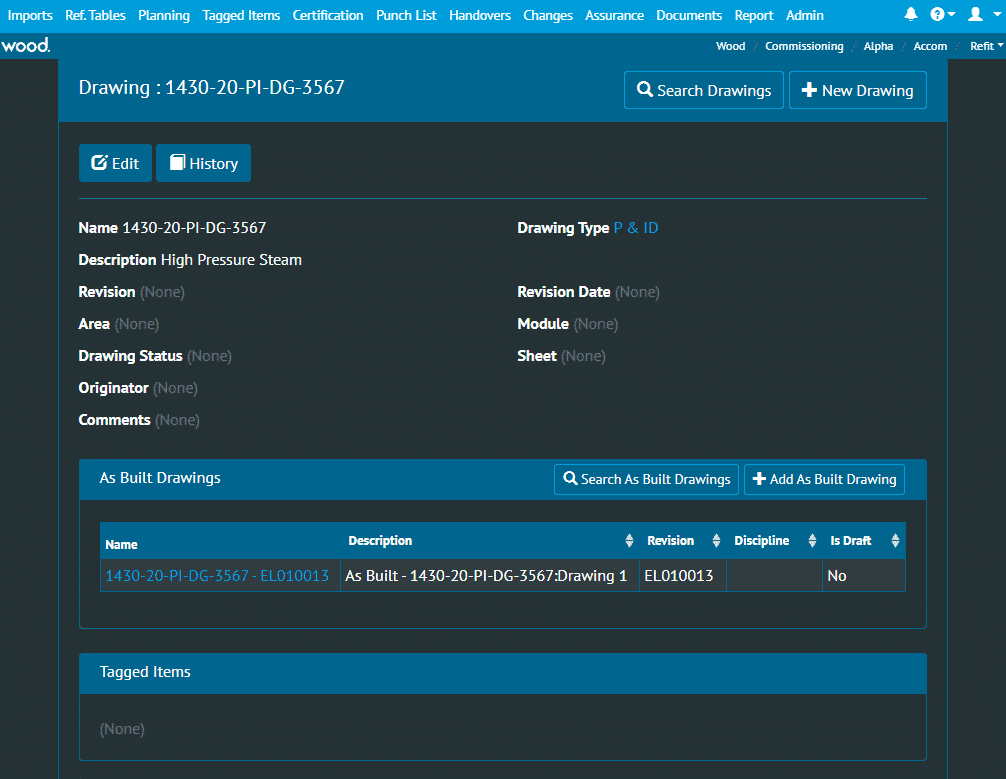 Imports Ref. Tables Planning Tagged Items Certification Punch List Handovers Changes Assurance Documents Report Admin
wood. Wood / Commissioning / Alpha / Accom / Refit
Drawing : 1430-20-PI-DG-3567 Search Drawings New Drawing
Edit History
Name 1430-20-PI-DG-3567 Drawing Type P & ID
Description High Pressure Steam
Revision (None) Revision Date (None)
Area (None) Module (None)
Drawing Status (None) Sheet (None)
Originator (None)
Comments (None)
As Built Drawings Search As Built Drawings Add As Built Drawing
Name Description Revision Discipline Is Draft
1430-20-PI-DG-3567 - EL010013 As Built - 1430-20-PI-DG-3567:Drawing 1 EL010013 No
Tagged Items
(None)